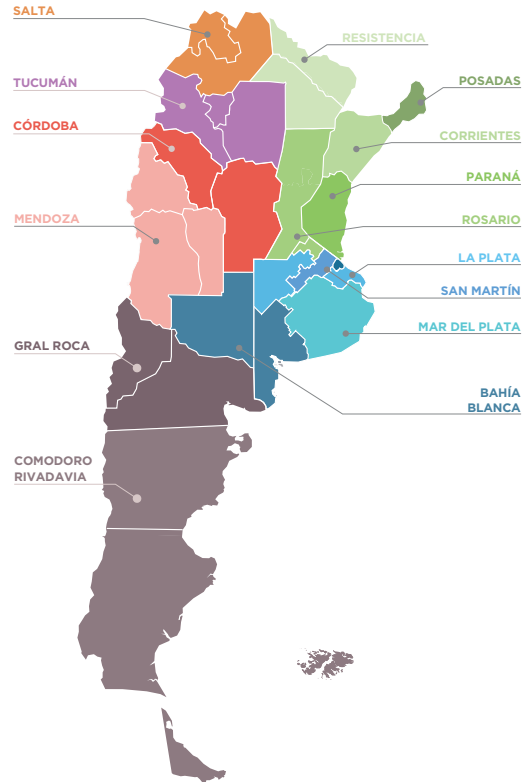 SALTA
RESISTENCIA
TUCUMÁN
POSADAS
CÓRDOBA
CORRIENTES
PARANÁ
MENDOZA
ROSARIO
LA PLATA
SAN MARTÍN
MAR DEL PLATA
GRAL ROCA
BAHÍA
BLANCA
COMODORO
RIVADAVIA